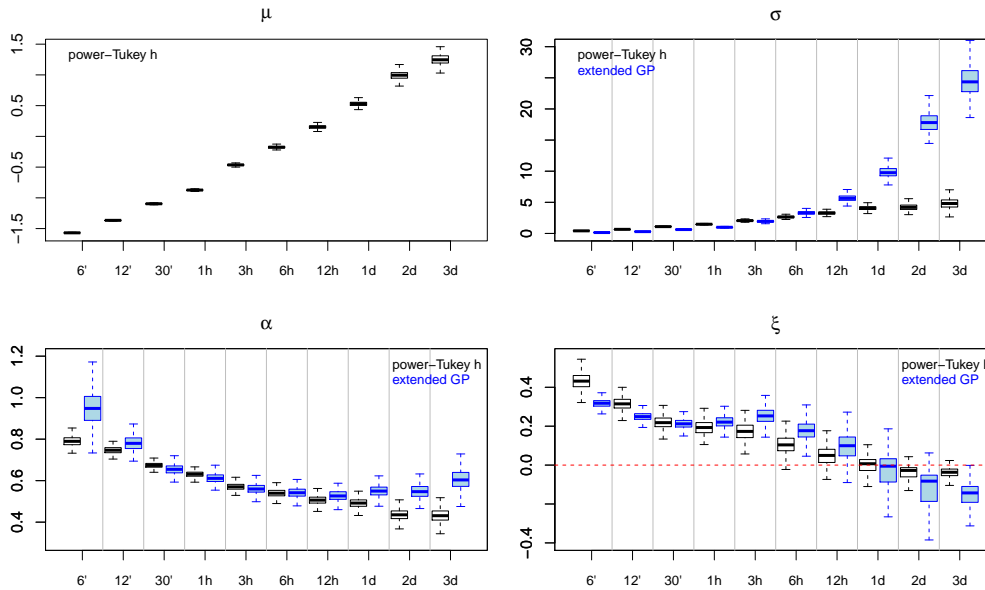 μ
1.5
0.5
−0.5
−1.5
power−Tukey h
6' 12' 30' 1h 3h 6h 12h 1d 2d 3d
σ
30
20
10
5
0
power−Tukey h
extended GP
6' 12' 30' 1h 3h 6h 12h 1d 2d 3d
α
1.2
1.0
0.8
0.6
0.4
power−Tukey h
extended GP
6' 12' 30' 1h 3h 6h 12h 1d 2d 3d
ξ
0.4
0.0
−0.4
power−Tukey h
extended GP
6' 12' 30' 1h 3h 6h 12h 1d 2d 3d